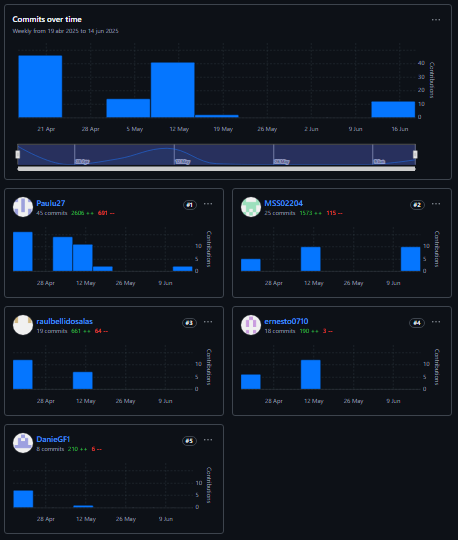 Commits over time
Weekly from 19 abr 2025 to 14 jun 2025
40
30
20
10
0
Contributions
21 Apr 28 Apr 5 May 12 May 19 May 26 May 2 Jun 9 Jun 16 Jun
Paulu27 #1
45 commits 2606 ++ 691 --
10
5
0
Contributions
28 Apr 12 May 26 May 9 Jun
MSS02204 #2
25 commits 1573 ++ 115 --
10
5
0
Contributions
28 Apr 12 May 26 May 9 Jun
raulbellidosalas #3
19 commits 661 ++ 64 --
10
5
0
Contributions
28 Apr 12 May 26 May 9 Jun
ernesto0710 #4
18 commits 190 ++ 3 --
10
5
0
Contributions
28 Apr 12 May 26 May 9 Jun
DanieGF1 #5
8 commits 210 ++ 6 --
10
5
0
Contributions
28 Apr 12 May 26 May 9 Jun